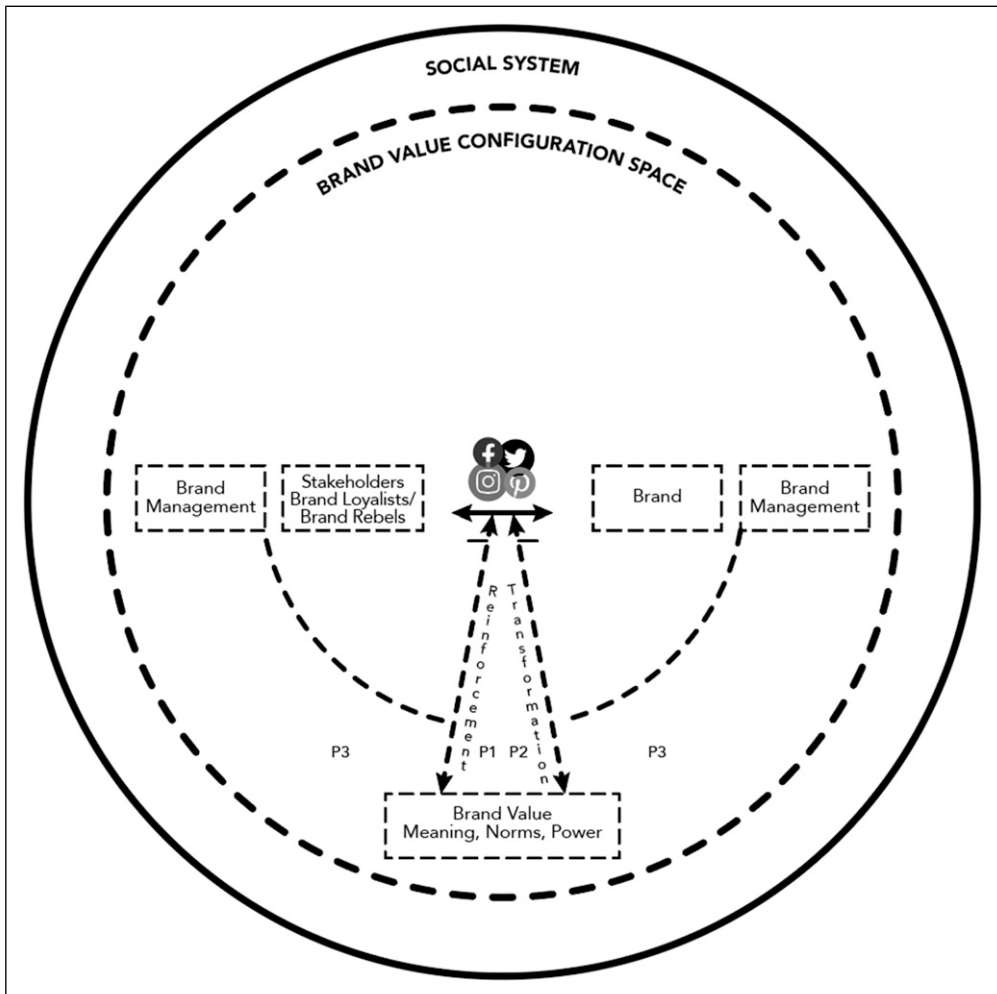 SOCIAL SYSTEM
BRAND VALUE CONFIGURATION SPACE
Brand
Management
Stakeholders
Brand Loyalists/
Brand Rebels
Brand
Brand
Management
Reinforcement
Transformation
P3
P1
P2
P3
Brand Value
Meaning, Norms, Power